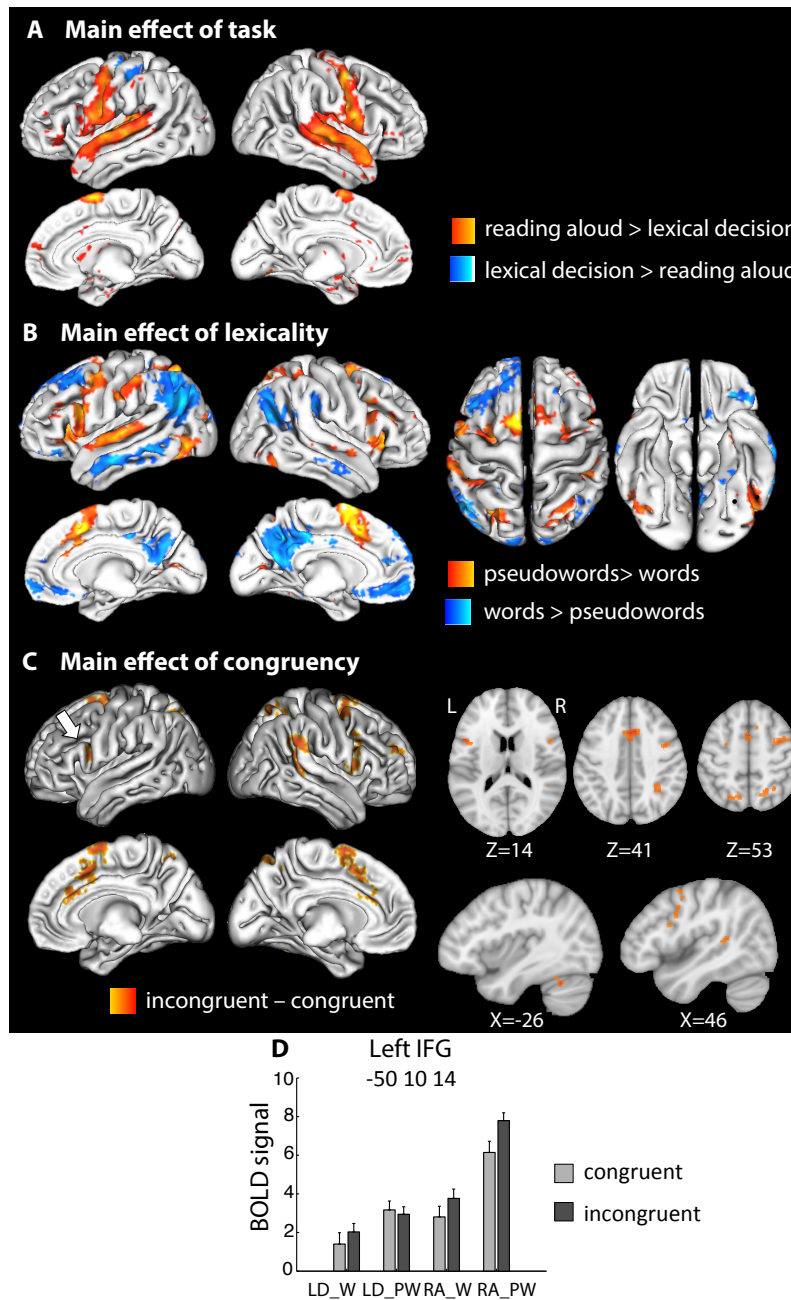 A Main effect of task
reading aloud > lexical decision
lexical decision > reading aloud
B Main effect of lexicality
pseudowords> words
words > pseudowords
C Main effect of congruency
L R
Z=14 Z=41 Z=53
incongruent – congruent
X=-26 X=46
D Left IFG
-50 10 14
10
8
6
4
2
0
BOLD signal
congruent
incongruent
LD_W LD_PW RA_W RA_PW